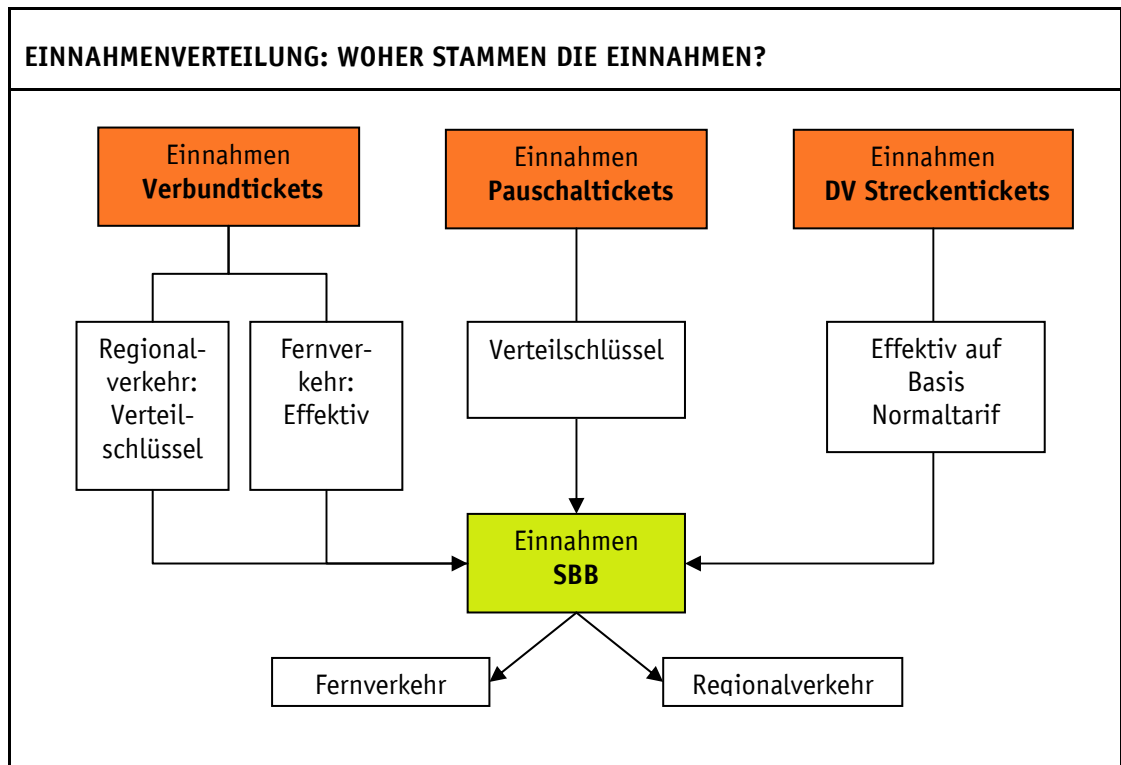 EINNAHMENVERTEILUNG: WOHER STAMMEN DIE EINNAHMEN?
Einnahmen
Verbundtickets
Einnahmen
Pauschaltickets
Einnahmen
DV Streckentickets
Regional-
verkehr:
Verteil-
schlüssel
Fernver-
kehr:
Effektiv
Verteilschlüssel
Effektiv auf
Basis
Normaltarif
Einnahmen
SBB
Fernverkehr
Regionalverkehr